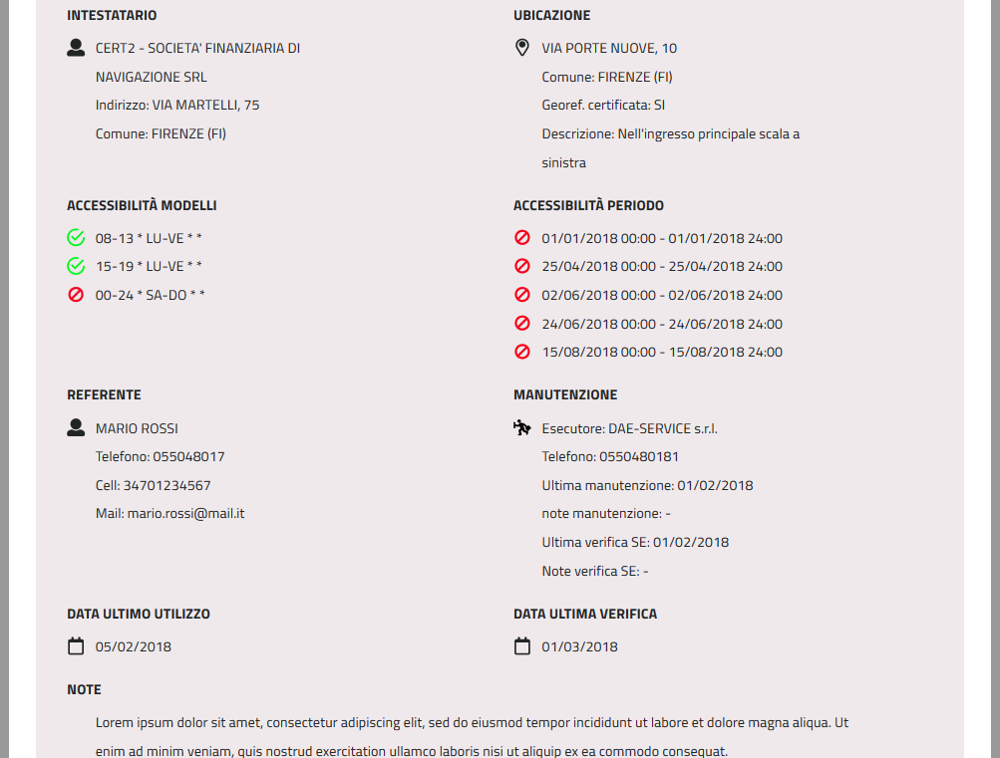 INTESTATARIO
CERT2 - SOCIETA' FINANZIARIA DI
NAVIGAZIONE SRL
Indirizzo: VIA MARTELLI, 75
Comune: FIRENZE (FI)
UBICAZIONE
VIA PORTE NUOVE, 10
Comune: FIRENZE (FI)
Georef. certificata: SI
Descrizione: Nell'ingresso principale scala a
sinistra
ACCESSIBILITÀ MODELLI
08-13 * LU-VE * *
15-19 * LU-VE * *
00-24 * SA-DO * *
ACCESSIBILITÀ PERIODO
01/01/2018 00:00 - 01/01/2018 24:00
25/04/2018 00:00 - 25/04/2018 24:00
02/06/2018 00:00 - 02/06/2018 24:00
24/06/2018 00:00 - 24/06/2018 24:00
15/08/2018 00:00 - 15/08/2018 24:00
REFERENTE
MARIO ROSSI
Telefono: 055048017
Cell: 34701234567
Mail: mario.rossi@mail.it
MANUTENZIONE
Esecutore: DAE-SERVICE s.r.l.
Telefono: 0550480181
Ultima manutenzione: 01/02/2018
note manutenzione: -
Ultima verifica SE: 01/02/2018
Note verifica SE: -
DATA ULTIMO UTILIZZO
05/02/2018
DATA ULTIMA VERIFICA
01/03/2018
NOTE
Lorem ipsum dolor sit amet, consectetur adipiscing elit, sed do eiusmod tempor incididunt ut labore et dolore magna aliqua. Ut
enim ad minim veniam, quis nostrud exercitation ullamco laboris nisi ut aliquip ex ea commodo consequat.